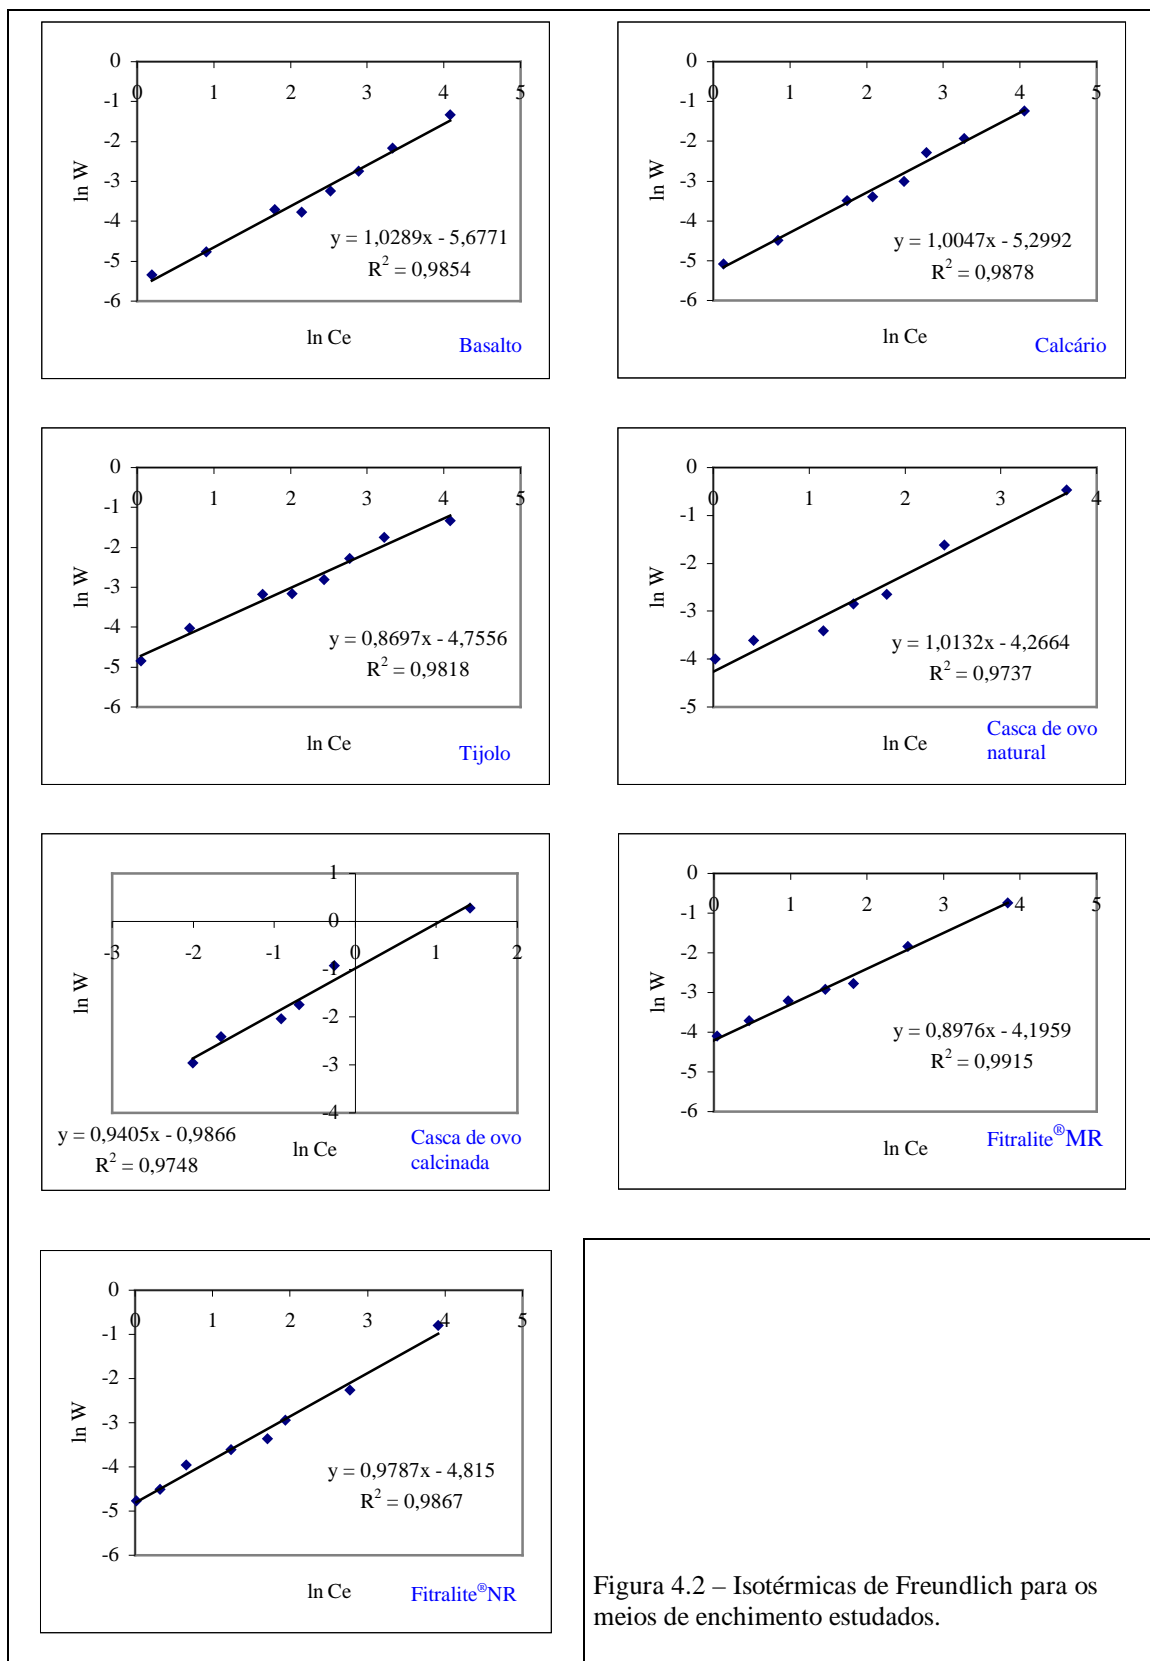 0
-1
-2
-3
-4
-5
-6
0
1
2
3
4
5
ln W
y = 1,0289x - 5,6771
R² = 0,9854
ln Ce
Basalto
0
-1
-2
-3
-4
-5
-6
0
1
2
3
4
5
ln W
y = 1,0047x - 5,2992
R² = 0,9878
ln Ce
Calcário
0
-1
-2
-3
-4
-5
-6
0
1
2
3
4
5
ln W
y = 0,8697x - 4,7556
R² = 0,9818
ln Ce
Tijolo
0
-1
-2
-3
-4
-5
0
1
2
3
4
ln W
y = 1,0132x - 4,2664
R² = 0,9737
ln Ce
Casca de ovo
natural
1
0
-1
-2
-3
-4
-3
-2
-1
0
1
2
ln W
y = 0,9405x - 0,9866
R² = 0,9748
ln Ce
Casca de ovo
calcinada
0
-1
-2
-3
-4
-5
-6
0
1
2
3
4
5
ln W
y = 0,8976x - 4,1959
R² = 0,9915
ln Ce
Fitralite®MR
0
-1
-2
-3
-4
-5
-6
0
1
2
3
4
5
ln W
y = 0,9787x - 4,815
R² = 0,9867
ln Ce
Fitralite®NR
Figura 4.2 – Isotérmicas de Freundlich para os
meios de enchimento estudados.